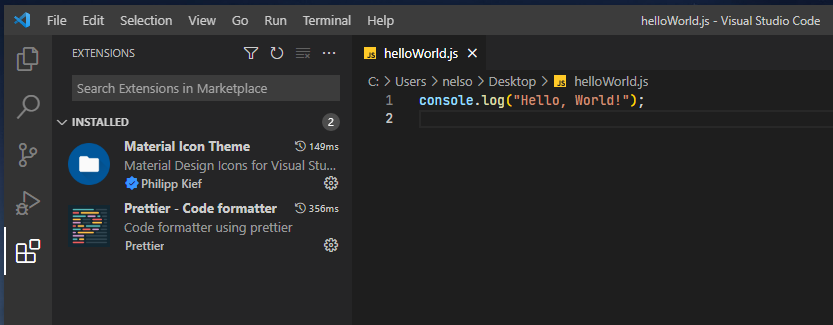 File Edit Selection View Go Run Terminal Help helloWorld.js - Visual Studio Code
EXTENSIONS
Search Extensions in Marketplace
INSTALLED 2
Material Icon Theme 149ms
Material Design Icons for Visual Stu...
Philipp Kief
Prettier - Code formatter 356ms
Code formatter using prettier
Prettier
JS helloWorld.js
C: > Users > nelso > Desktop > JS helloWorld.js
1 console.log("Hello, World!");
2